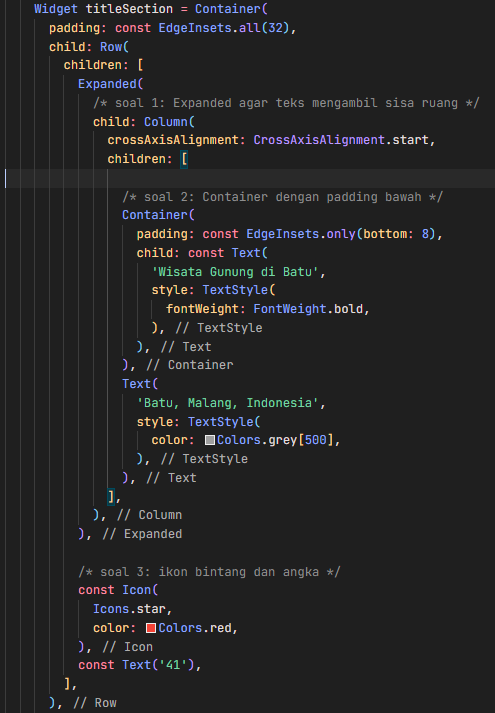 Widget titleSection = Container(
padding: const EdgeInsets.all(32),
child: Row(
children: [
Expanded(
/* soal 1: Expanded agar teks mengambil sisa ruang */
child: Column(
crossAxisAlignment: CrossAxisAlignment.start,
children: [
/* soal 2: Container dengan padding bawah */
Container(
padding: const EdgeInsets.only(bottom: 8),
child: const Text(
'Wisata Gunung di Batu',
style: TextStyle(
fontWeight: FontWeight.bold,
), // TextStyle
), // Text
), // Container
Text(
'Batu, Malang, Indonesia',
style: TextStyle(
color: Colors.grey[500],
), // TextStyle
), // Text
],
), // Column
), // Expanded
/* soal 3: ikon bintang dan angka */
const Icon(
Icons.star,
color: Colors.red,
), // Icon
const Text('41'),
],
), // Row